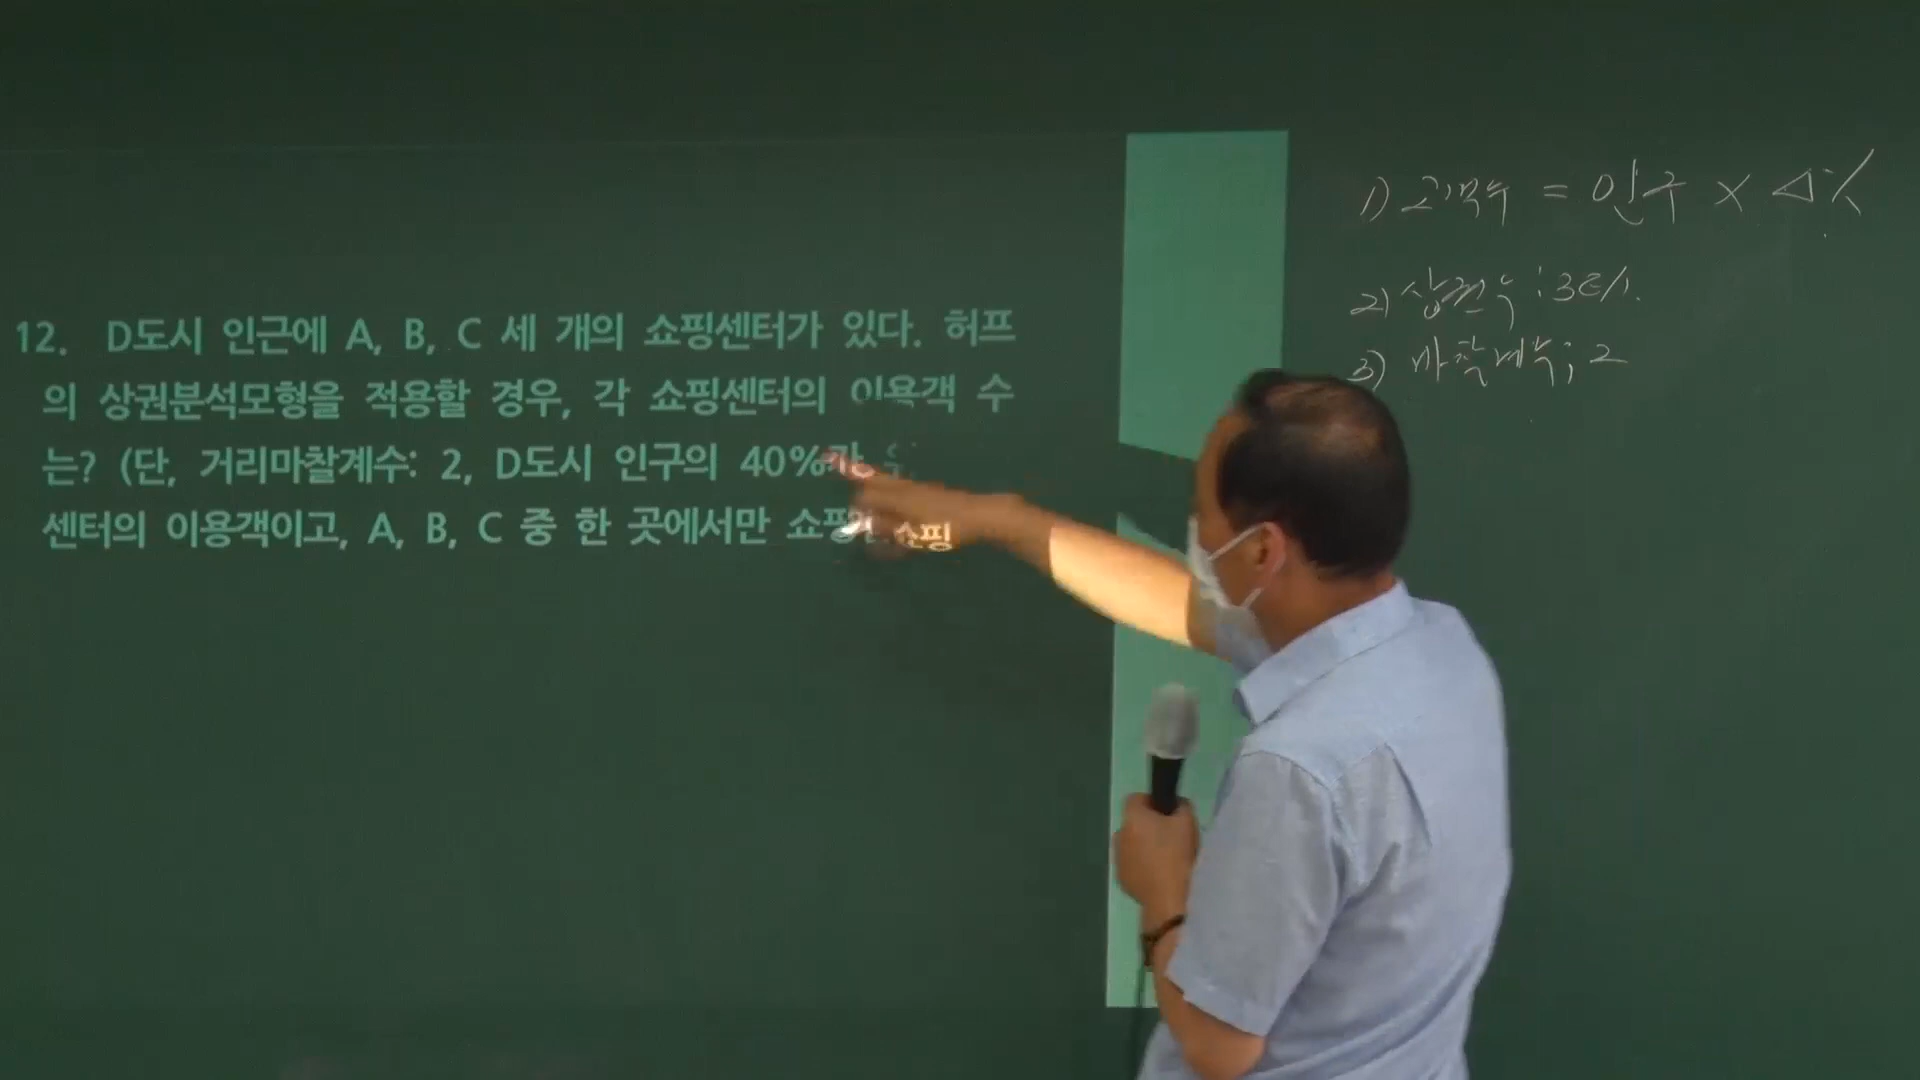 12. D도시 인근에 A, B, C 세 개의 쇼핑센터가 있다. 허프
의 상권분석모형을 적용할 경우, 각 쇼핑센터의 이용객 수
는? (단, 거리마찰계수: 2, D도시 인구의 40%가
센터의 이용객이고, A, B, C 중 한 곳에서만 쇼핑
쇼핑
1) 고객수 = 인구 X △%
2) 상권수 : 3
3) 마찰계수 ; 2